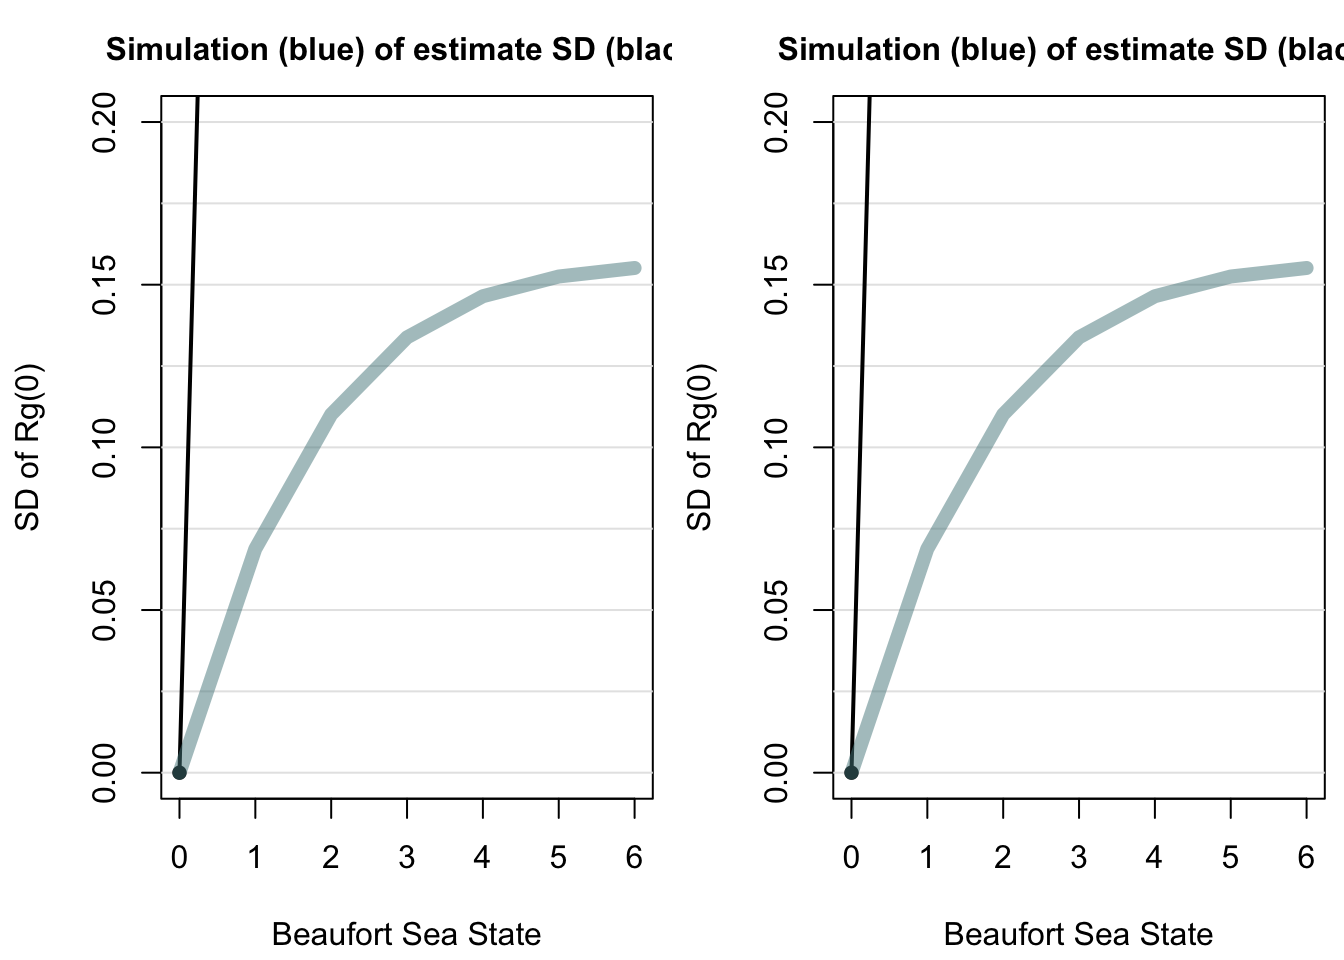 Simulation (blue) of estimate SD (blac
SD of Rg(0)
0.20
0.15
0.10
0.05
0.00
0 1 2 3 4 5 6
Beaufort Sea State
Simulation (blue) of estimate SD (blac
SD of Rg(0)
0.20
0.15
0.10
0.05
0.00
0 1 2 3 4 5 6
Beaufort Sea State